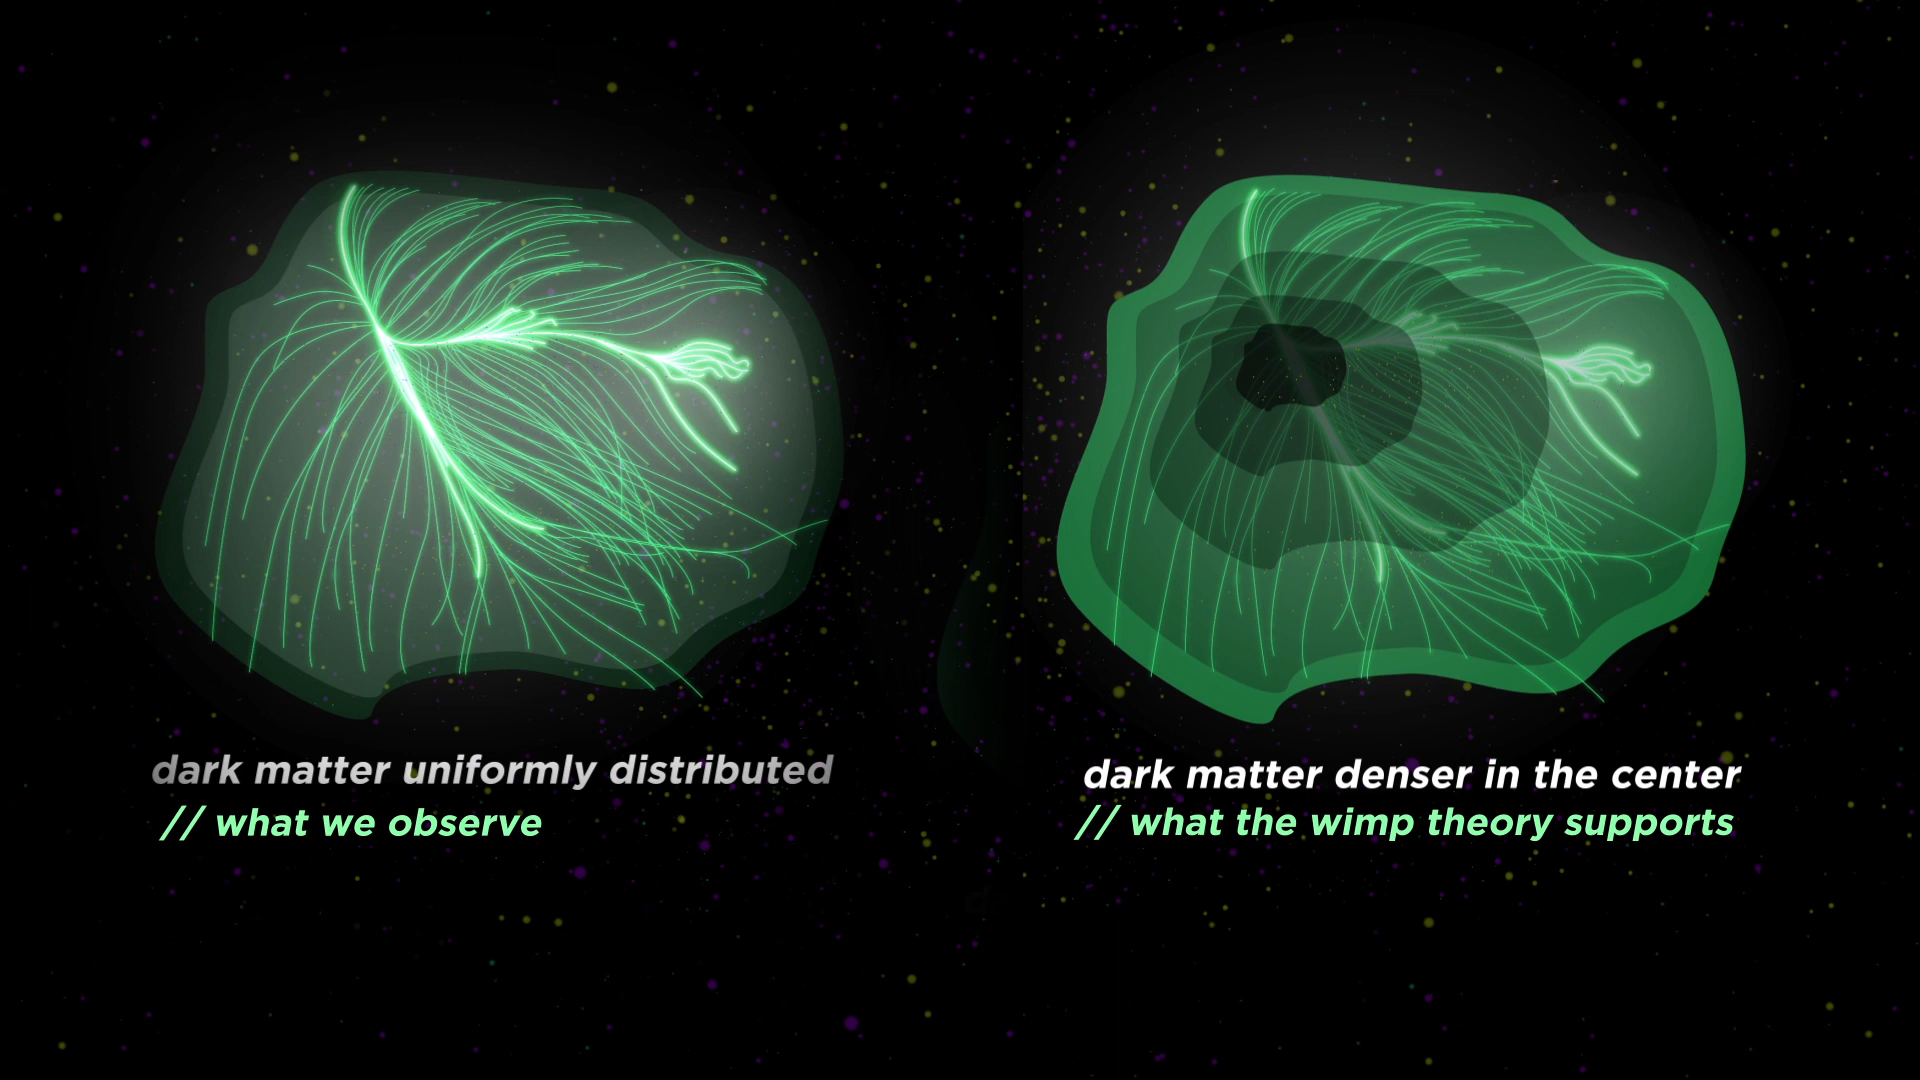 dark matter uniformly distributed
// what we observe
dark matter denser in the center
// what the wimp theory supports